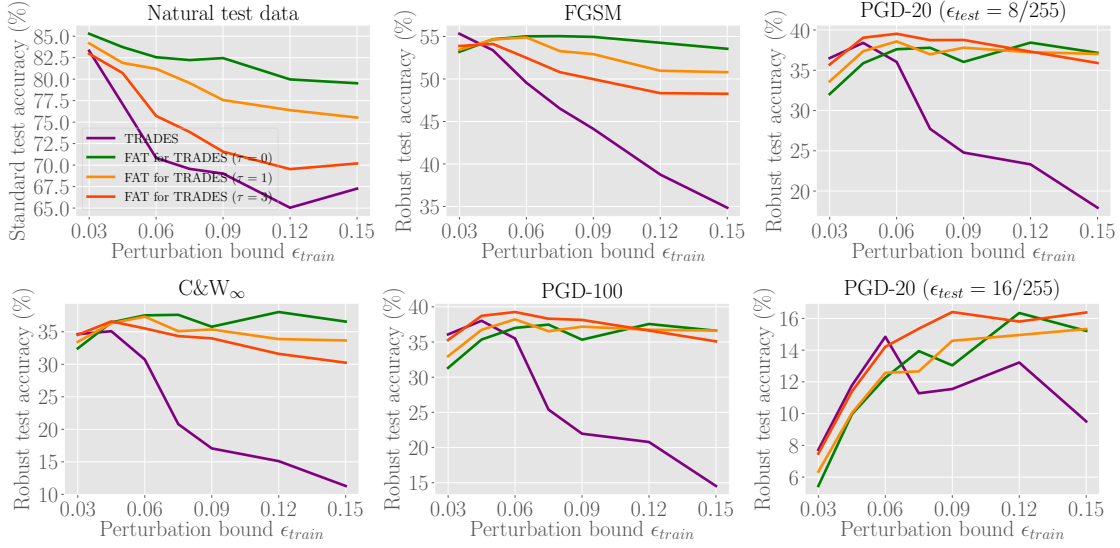 Natural test data
Standard test accuracy (%)
85.0
82.5
80.0
77.5
75.0
72.5
70.0
67.5
65.0
TRADES
FAT for TRADES (τ = 0)
FAT for TRADES (τ = 1)
FAT for TRADES (τ = 3)
0.03 0.06 0.09 0.12 0.15
Perturbation bound ϵtrain
FGSM
Robust test accuracy (%)
55
50
45
40
35
0.03 0.06 0.09 0.12 0.15
Perturbation bound ϵtrain
PGD-20 (ϵtest = 8/255)
Robust test accuracy (%)
40
35
30
25
20
0.03 0.06 0.09 0.12 0.15
Perturbation bound ϵtrain
C&W∞
Robust test accuracy (%)
35
30
25
20
15
10
0.03 0.06 0.09 0.12 0.15
Perturbation bound ϵtrain
PGD-100
Robust test accuracy (%)
40
35
30
25
20
15
0.03 0.06 0.09 0.12 0.15
Perturbation bound ϵtrain
PGD-20 (ϵtest = 16/255)
Robust test accuracy (%)
16
14
12
10
8
6
0.03 0.06 0.09 0.12 0.15
Perturbation bound ϵtrain